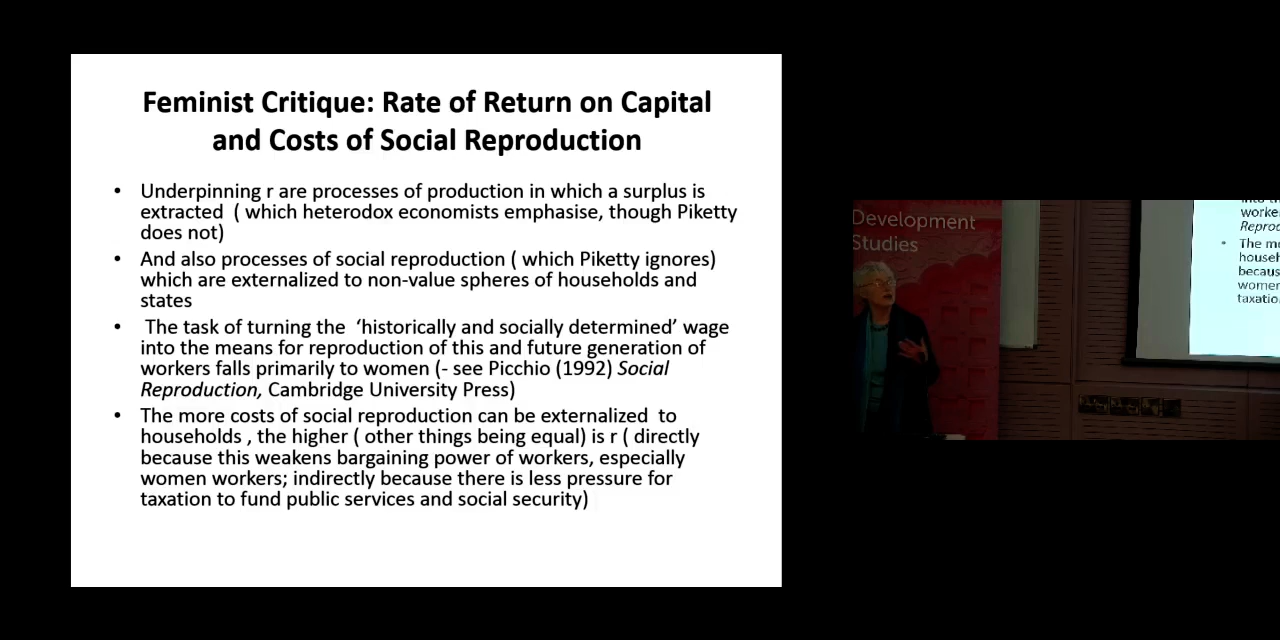 Feminist Critique: Rate of Return on Capital
and Costs of Social Reproduction
• Underpinning r are processes of production in which a surplus is
extracted ( which heterodox economists emphasise, though Piketty
does not)
• And also processes of social reproduction ( which Piketty ignores)
which are externalized to non-value spheres of households and
states
• The task of turning the ‘historically and socially determined’ wage
into the means for reproduction of this and future generation of
workers falls primarily to women (- see Picchio (1992) Social
Reproduction, Cambridge University Press)
• The more costs of social reproduction can be externalized to
households , the higher ( other things being equal) is r ( directly
because this weakens bargaining power of workers, especially
women workers; indirectly because there is less pressure for
taxation to fund public services and social security)
Development
Studies
• The